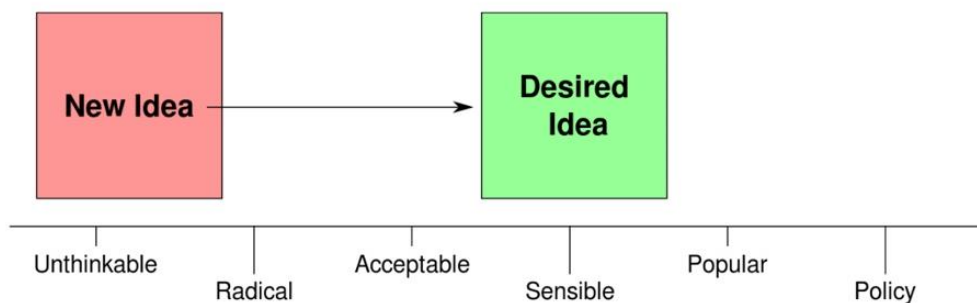 New Idea
Desired
Idea
Unthinkable
Radical
Acceptable
Sensible
Popular
Policy